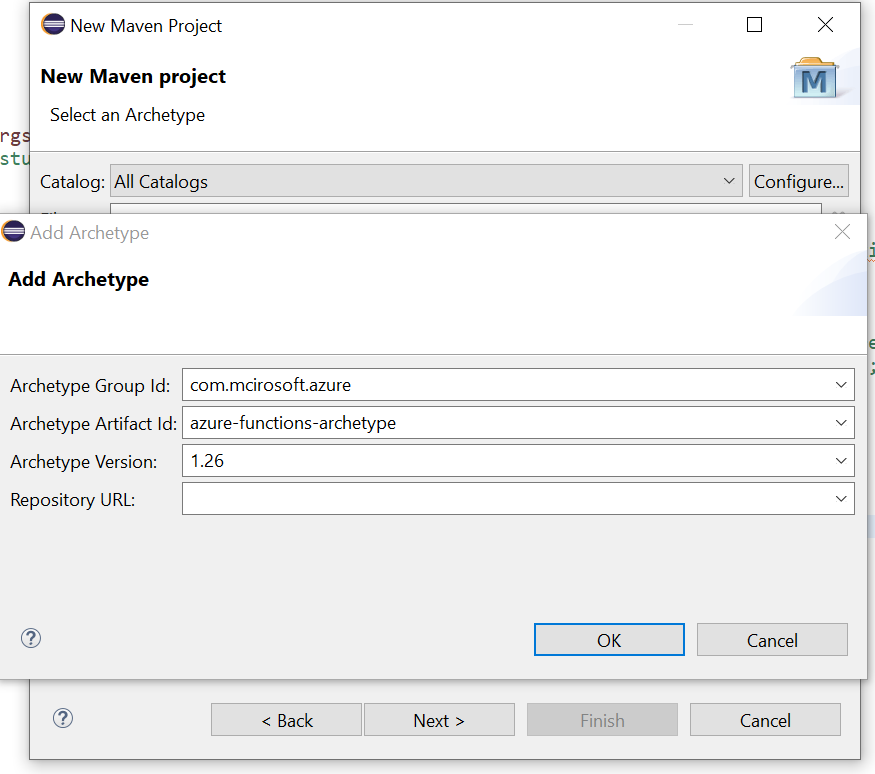 New Maven Project
New Maven project
Select an Archetype
rgs
stu
Catalog: All Catalogs Configure...
Add Archetype
Add Archetype
Archetype Group Id: com.mcirosoft.azure
Archetype Artifact Id: azure-functions-archetype
Archetype Version: 1.26
Repository URL:
OK Cancel
< Back Next > Finish Cancel